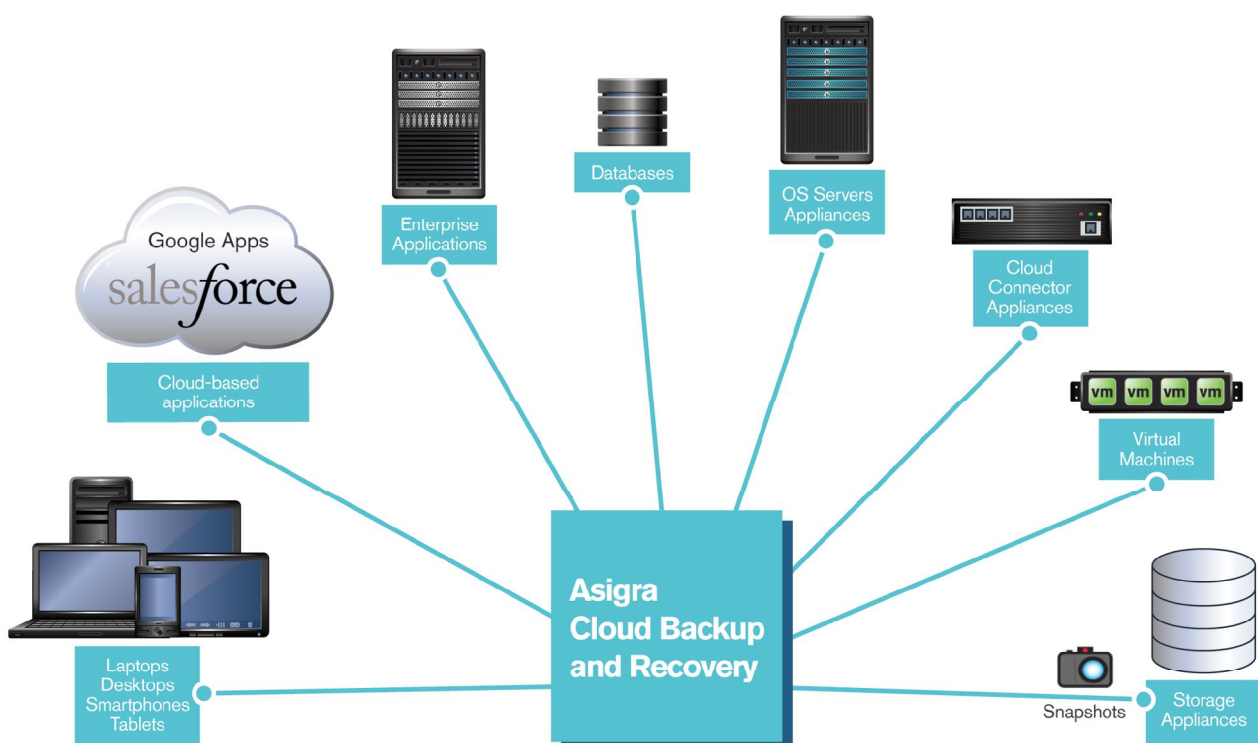 Google Apps
salesforce
Cloud-based
applications
Enterprise
Applications
Databases
OS Servers
Appliances
Cloud
Connector
Appliances
vm vm vm vm
Virtual
Machines
Laptops
Desktops
Smartphones
Tablets
Asigra
Cloud Backup
and Recovery
Snapshots
Storage
Appliances